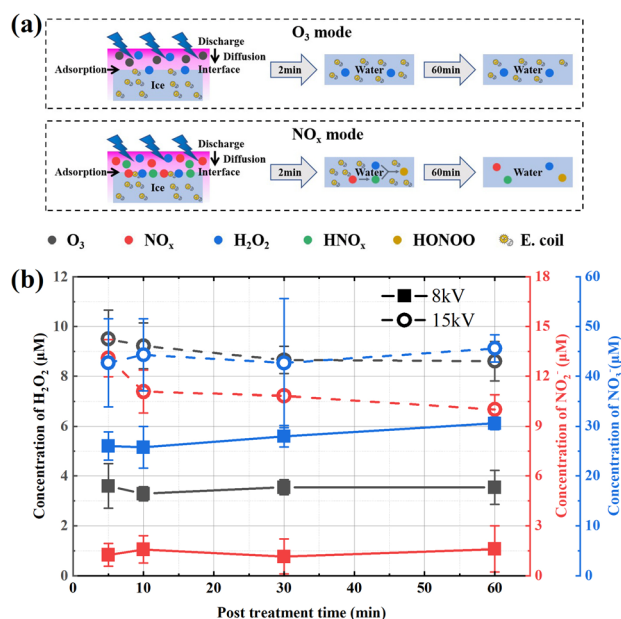 (a)
O₃ mode
Discharge
Diffusion
Adsorption
Interface
Ice
2min
Water
60min
Water
NOₓ mode
Discharge
Diffusion
Adsorption
Interface
Ice
2min
Water
60min
Water
O₃ NOₓ H₂O₂ HNOₓ HONOO E. coil
(b)
12
10
8
6
4
2
0
Concentration of H₂O₂ (μM)
8kV
15kV
18
15
12
9
6
3
0
Concentration of NO₂⁻ (μM)
60
50
40
30
20
10
0
Concentration of NO₃⁻(μM)
0 10 20 30 40 50 60
Post treatment time (min)